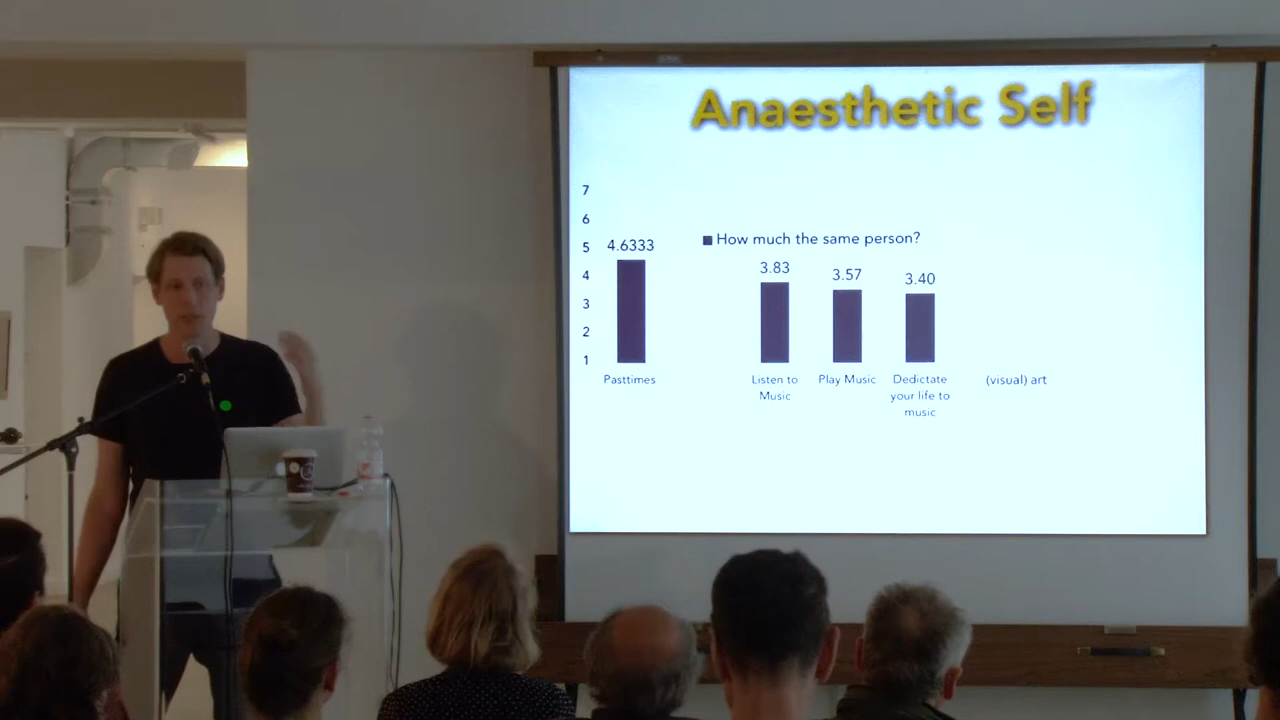 Anaesthetic Self
7
6
5
4
3
2
1
4.6333
How much the same person?
3.83
3.57
3.40
Pasttimes
Listen to
Music
Play Music
Dedictate
your life to
music
(visual) art